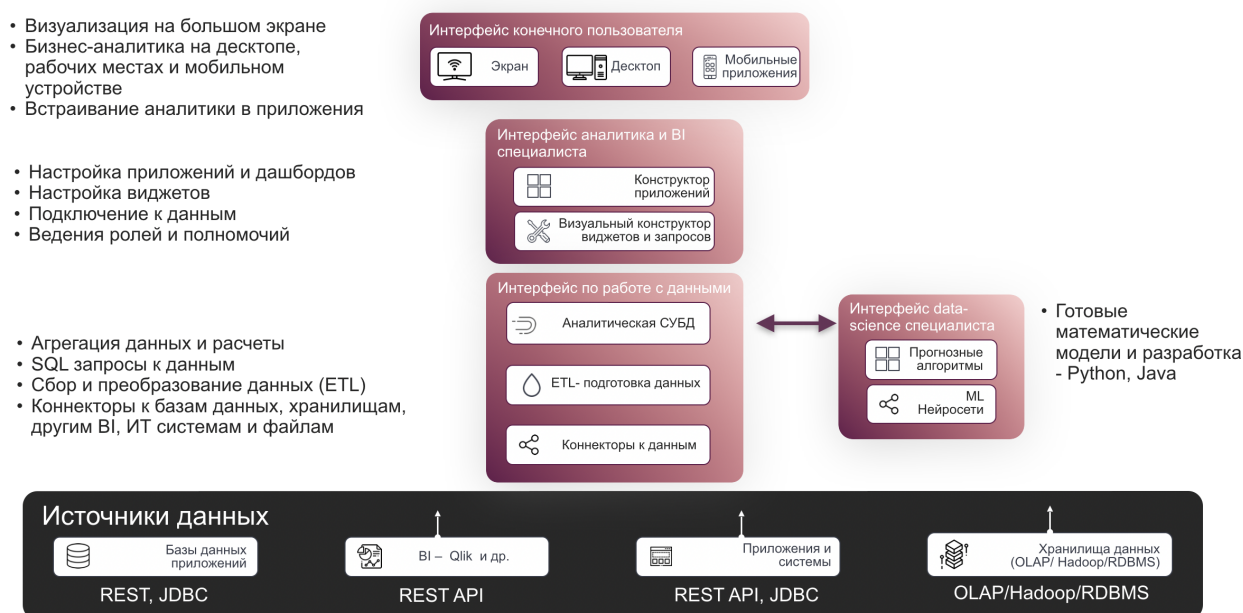 • Визуализация на большом экране
• Бизнес-аналитика на десктопе,
рабочих местах и мобильном
устройстве
• Встраивание аналитики в приложения
Интерфейс конечного пользователя
Экран
Десктоп
Мобильные
приложения
• Настройка приложений и дашбордов
• Настройка виджетов
• Подключение к данным
• Ведения ролей и полномочий
Интерфейс аналитика и BI
специалиста
Конструктор
приложений
Визуальный конструктор
виджетов и запросов
• Агрегация данных и расчеты
• SQL запросы к данным
• Сбор и преобразование данных (ETL)
• Коннекторы к базам данных, хранилищам,
другим BI, ИТ системам и файлам
Интерфейс по работе с данными
Аналитическая СУБД
ETL- подготовка данных
Коннекторы к данным
Интерфейс data-
science специалиста
Прогнозные
алгоритмы
ML
Нейросети
• Готовые
математические
модели и разработка
- Python, Java
Источники данных
Базы данных
приложений
REST, JDBC
BI – Qlik и др.
REST API
Приложения и
системы
REST API, JDBC
Хранилища данных
(OLAP/ Hadoop/RDBMS)
OLAP/Hadoop/RDBMS